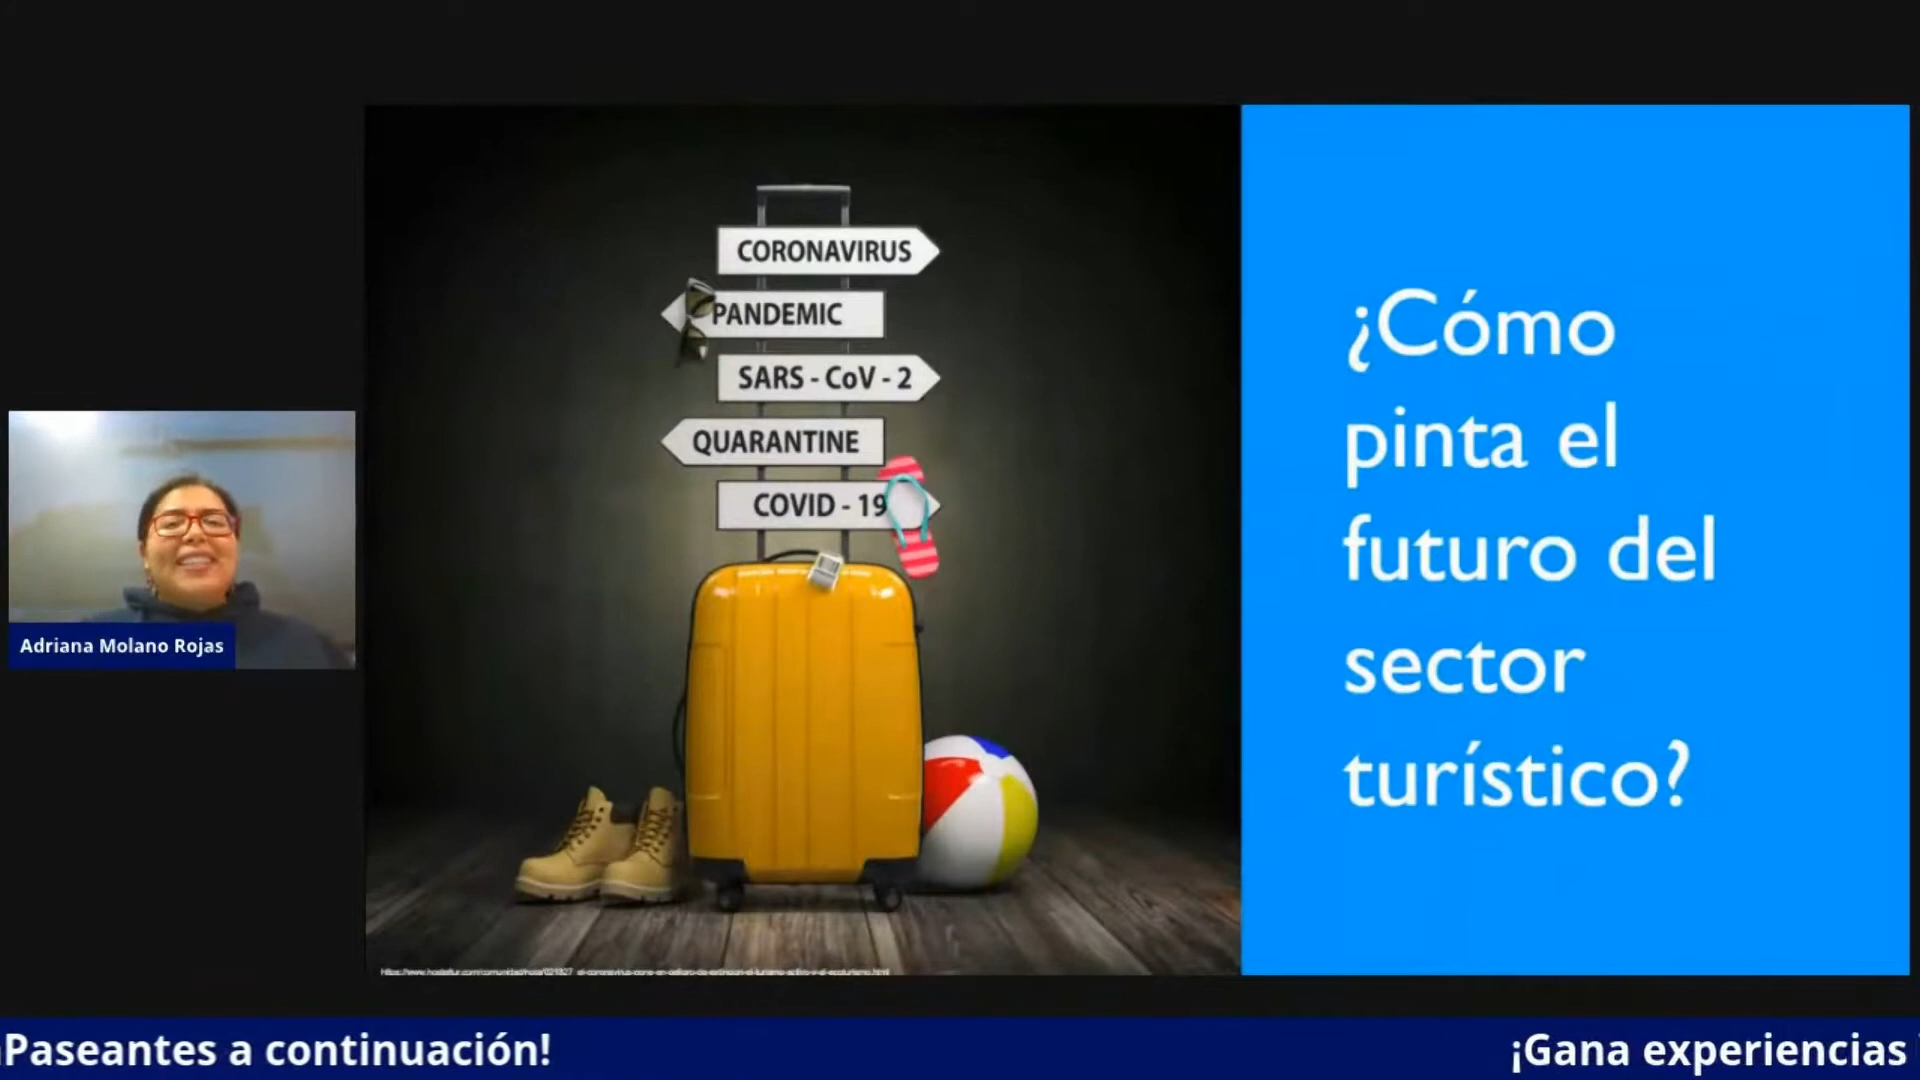 CORONAVIRUS
PANDEMIC
SARS - CoV - 2
QUARANTINE
COVID - 19
¿Cómo
pinta el
futuro del
sector
turístico?
Adriana Molano Rojas
Paseantes a continuación!
¡Gana experiencias